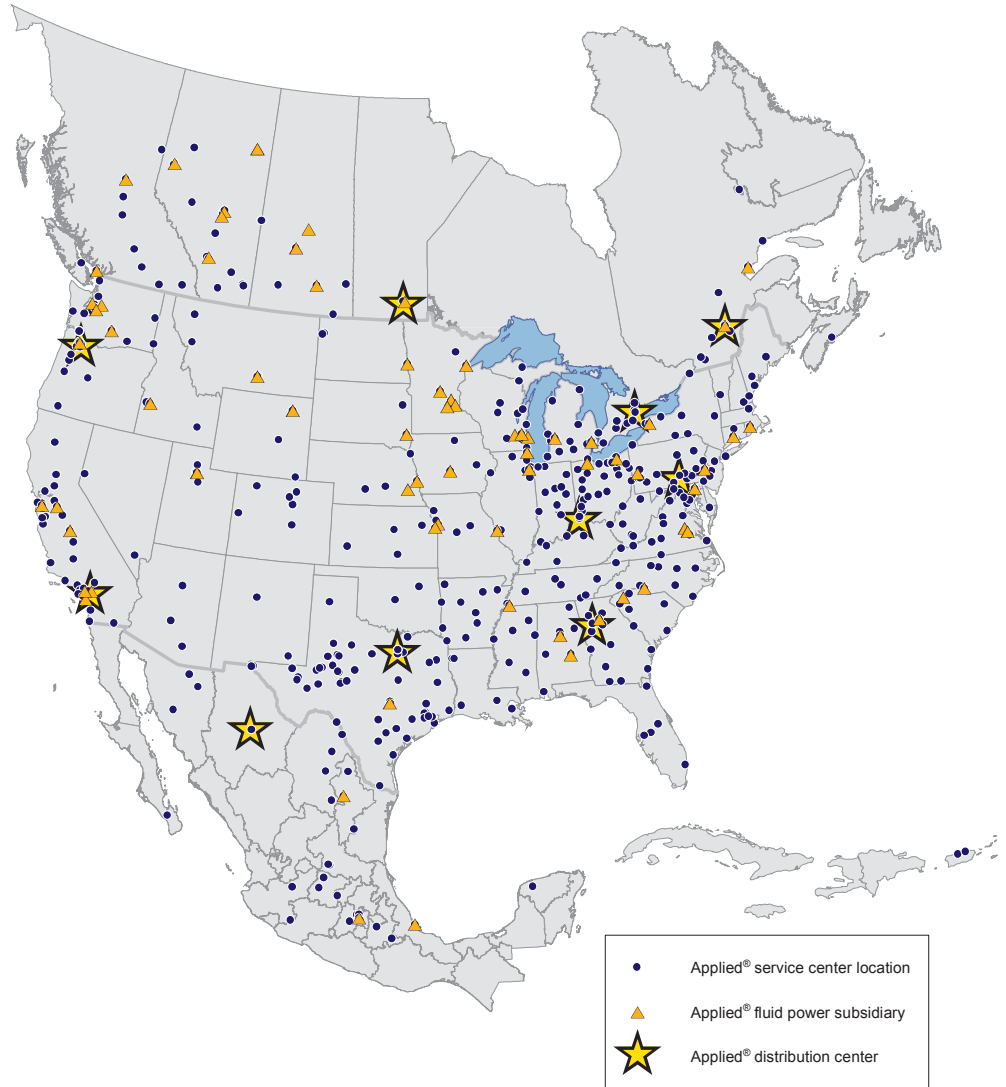 Applied® service center location
Applied® fluid power subsidiary
Applied® distribution center